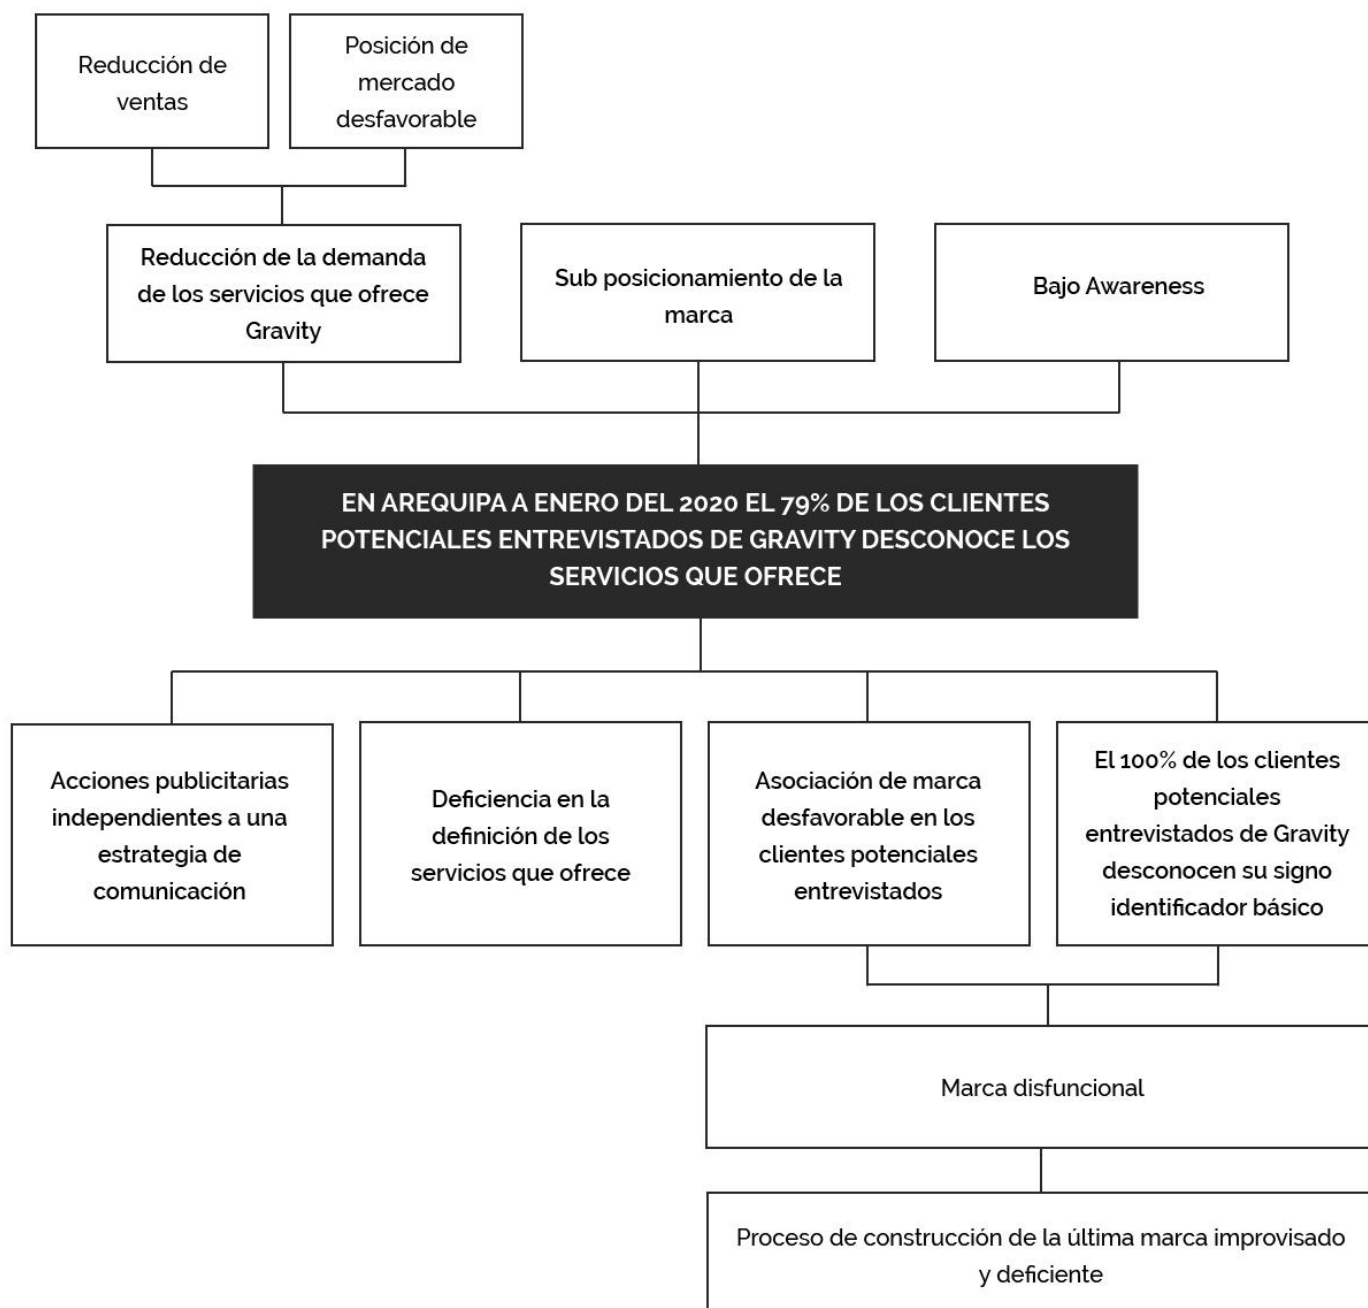 Reducción de
ventas
Posición de
mercado
desfavorable
Reducción de la demanda
de los servicios que ofrece
Gravity
Sub posicionamiento de la
marca
Bajo Awareness
EN AREQUIPA A ENERO DEL 2020 EL 79% DE LOS CLIENTES
POTENCIALES ENTREVISTADOS DE GRAVITY DESCONOCE LOS
SERVICIOS QUE OFRECE
Acciones publicitarias
independientes a una
estrategia de
comunicación
Deficiencia en la
definición de los
servicios que ofrece
Asociación de marca
desfavorable en los
clientes potenciales
entrevistados
El 100% de los clientes
potenciales
entrevistados de Gravity
desconocen su signo
identificador básico
Marca disfuncional
Proceso de construcción de la última marca improvisado
y deficiente